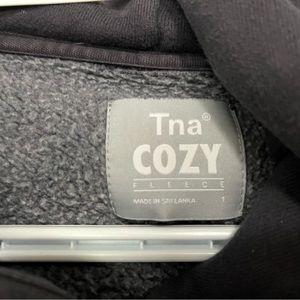 Tna®
COZY
FLEECE
MADE IN SRI LANKA 1